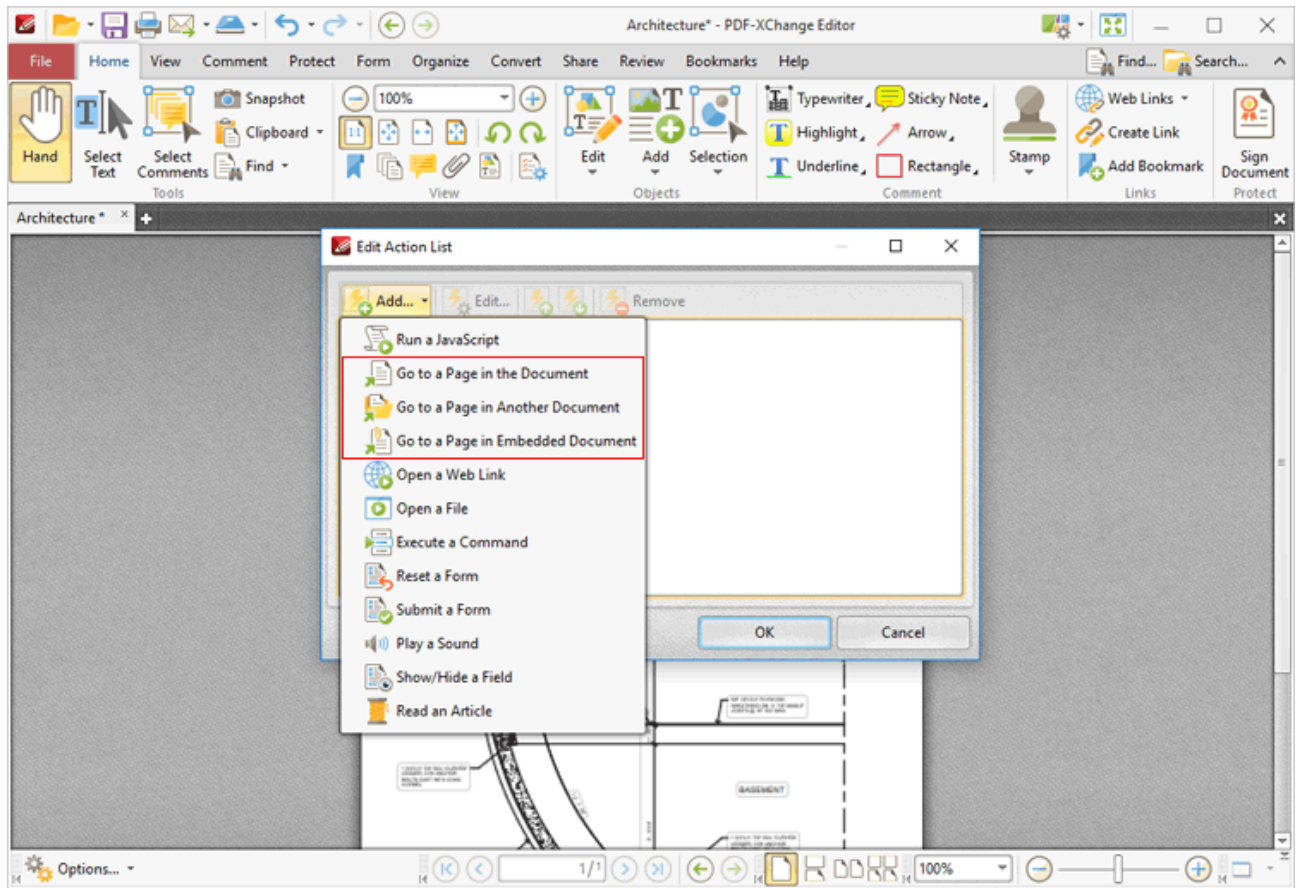 Architecture* - PDF-XChange Editor
File Home View Comment Protect Form Organize Convert Share Review Bookmarks Help Find... Search...
Snapshot 100% Typewriter Sticky Note Web Links
Clipboard Highlight Arrow Create Link
Hand Select Text Select Comments Find Edit Add Selection Underline Rectangle Stamp Add Bookmark Sign Document
Tools View Objects Comment Links Protect
Architecture *
Edit Action List
Add... Edit... Remove
Run a JavaScript
Go to a Page in the Document
Go to a Page in Another Document
Go to a Page in Embedded Document
Open a Web Link
Open a File
Execute a Command
Reset a Form
Submit a Form
OK Cancel
Play a Sound
Show/Hide a Field
Read an Article
BASEMENT
Options... 1/1 100%